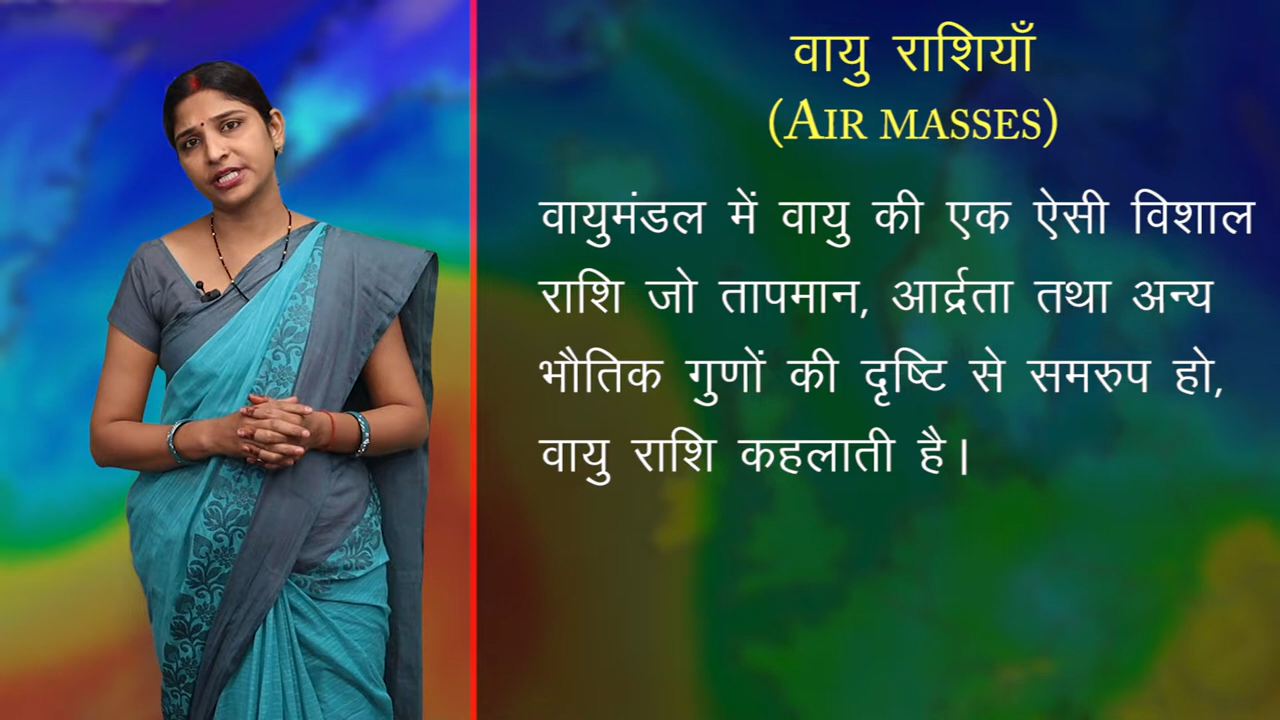 वायु राशियाँ
(AIR MASSES)
वायुमंडल में वायु की एक ऐसी विशाल
राशि जो तापमान, आर्द्रता तथा अन्य
भौतिक गुणों की दृष्टि से समरुप हो,
वायु राशि कहलाती है।